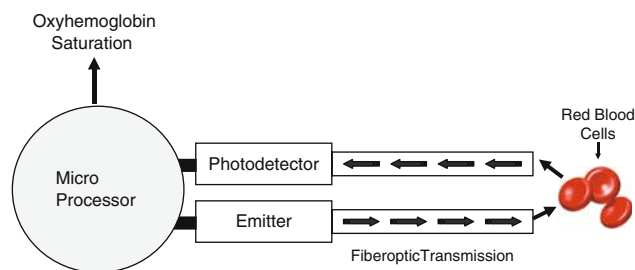 Oxyhemoglobin
Saturation
Red Blood
Cells
Photodetector
Micro
Processor
Emitter
FiberopticTransmission